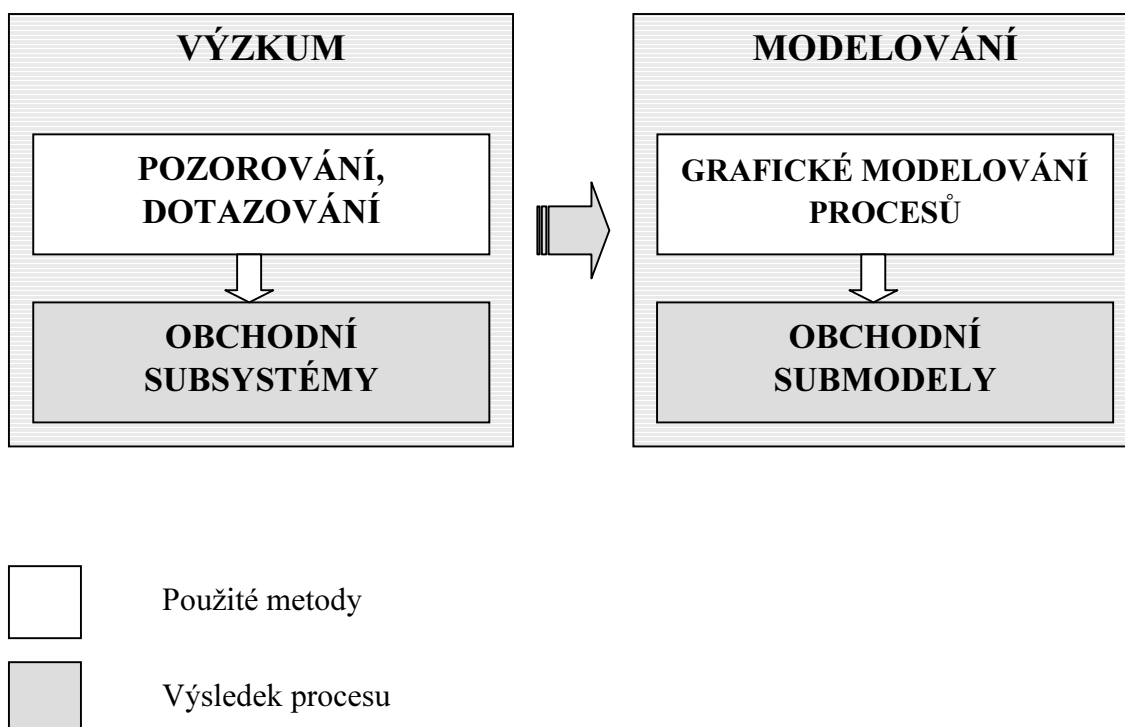 VÝZKUM
POZOROVÁNÍ,
DOTAZOVÁNÍ
OBCHODNÍ
SUBSYSTÉMY
MODELOVÁNÍ
GRAFICKÉ MODELOVÁNÍ
PROCESŮ
OBCHODNÍ
SUBMODELY
Použité metody
Výsledek procesu